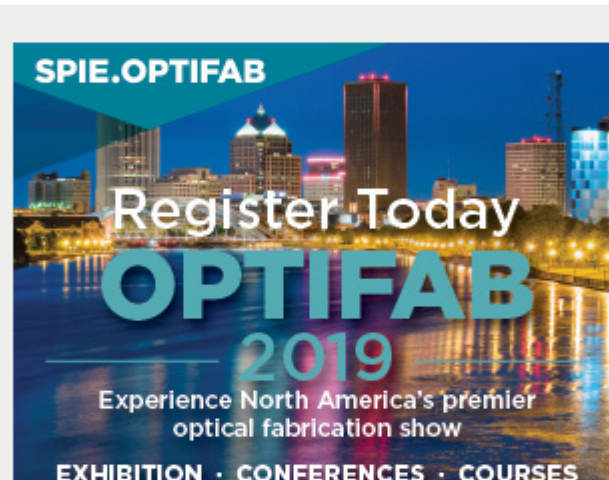 SPIE.OPTIFAB
Register Today
OPTIFAB
2019
Experience North America's premier
optical fabrication show
EXHIBITION · CONFERENCES · COURSES